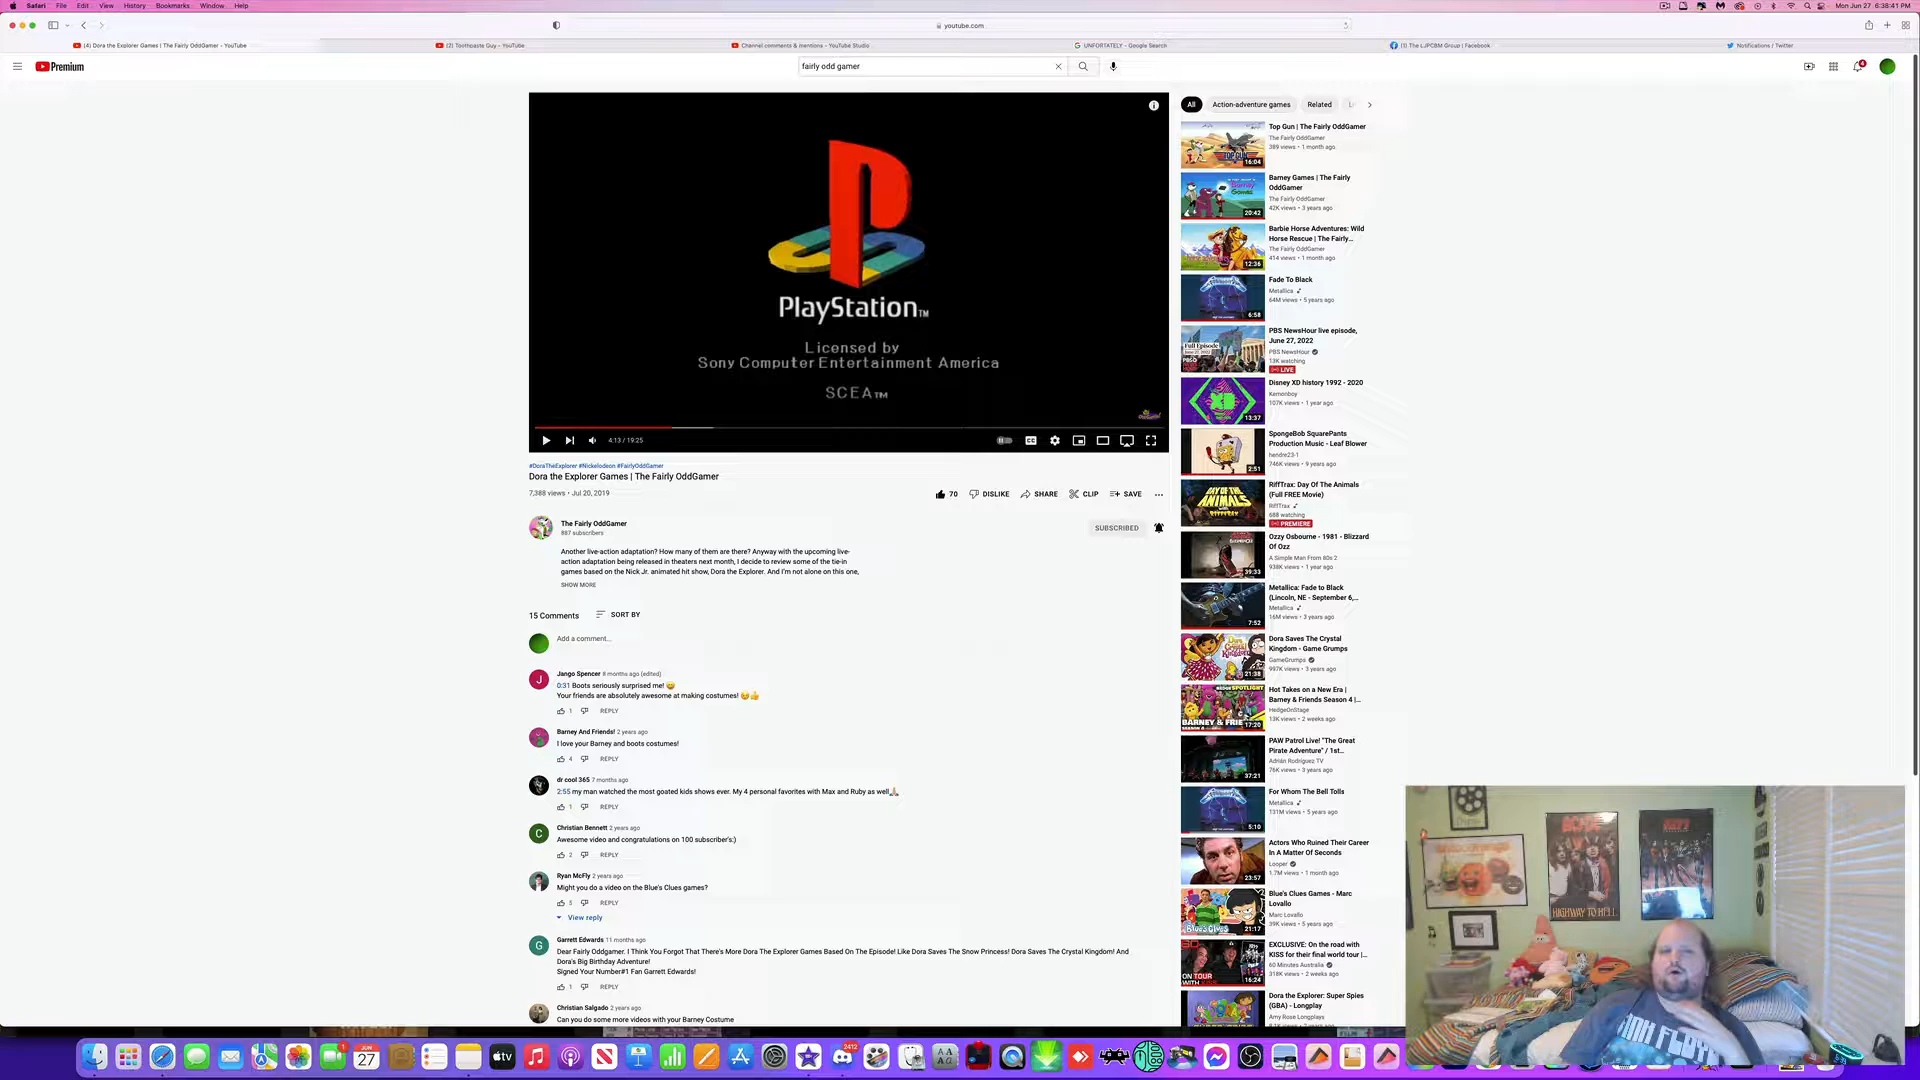 Safari File Edit View History Bookmarks Window Help
Mon Jun 27 6:38:41 PM
youtube.com
(4) Dora the Explorer Games | The Fairly OddGamer - YouTube
(2) Toothpaste Guy - YouTube
Channel comments & mentions - YouTube Studio
UNFORTATELY - Google Search
(1) The LJPCBM Group | Facebook
Notifications / Twitter
Premium
fairly odd gamer
4
PlayStation™
Licensed by
Sony Computer Entertainment America
SCEA™
4:13 / 19:25
#DoraTheExplorer #Nickelodeon #FairlyOddGamer
Dora the Explorer Games | The Fairly OddGamer
7,388 views • Jul 20, 2019
70 DISLIKE SHARE CLIP SAVE
The Fairly OddGamer
887 subscribers
SUBSCRIBED
Another live-action adaptation? How many of them are there? Anyway with the upcoming live-
action adaptation being released in theaters next month, I decide to review some of the tie-in
games based on the Nick Jr. animated hit show, Dora the Explorer. And I'm not alone on this one,
SHOW MORE
15 Comments SORT BY
Add a comment...
J
Jango Spencer 8 months ago (edited)
0:31 Boots seriously surprised me! 😄
Your friends are absolutely awesome at making costumes! 😉👍
1 REPLY
Barney And Friends! 2 years ago
I love your Barney and boots costumes!
4 REPLY
dr cool 365 7 months ago
2:55 my man watched the most goated kids shows ever. My 4 personal favorites with Max and Ruby as well🙏
1 REPLY
C
Christian Bennett 2 years ago
Awesome video and congratulations on 100 subscriber's:)
2 REPLY
Ryan McFly 2 years ago
Might you do a video on the Blue's Clues games?
5 REPLY
View reply
G
Garrett Edwards 11 months ago
Dear Fairly Oddgamer. I Think You Forgot That There's More Dora The Explorer Games Based On The Episode! Like Dora Saves The Snow Princess! Dora Saves The Crystal Kingdom! And
Dora's Big Birthday Adventure!
Signed Your Number#1 Fan Garrett Edwards!
1 REPLY
Christian Salgado 2 years ago
Can you do some more videos with your Barney Costume
All Action-adventure games Related
Top Gun | The Fairly OddGamer
The Fairly OddGamer
389 views • 1 month ago
16:04
Barney Games | The Fairly
OddGamer
The Fairly OddGamer
42K views • 3 years ago
20:42
Barbie Horse Adventures: Wild
Horse Rescue | The Fairly...
The Fairly OddGamer
414 views • 1 month ago
12:36
Fade To Black
Metallica
64M views • 5 years ago
6:58
PBS NewsHour live episode,
June 27, 2022
PBS NewsHour
13K watching
LIVE
Full Episode
Disney XD history 1992 - 2020
Kemonboy
107K views • 1 year ago
13:37
SpongeBob SquarePants
Production Music - Leaf Blower
hendre23-1
746K views • 9 years ago
2:51
RiffTrax: Day Of The Animals
(Full FREE Movie)
RiffTrax
688 watching
PREMIERE
Ozzy Osbourne - 1981 - Blizzard
Of Ozz
A Simple Man From 80s 2
938K views • 1 year ago
39:33
Metallica: Fade to Black
(Lincoln, NE - September 6,...
Metallica
16M views • 3 years ago
7:52
Dora Saves The Crystal
Kingdom - Game Grumps
GameGrumps
997K views • 3 years ago
21:38
Hot Takes on a New Era |
Barney & Friends Season 4 |...
HedgeOnStage
13K views • 2 weeks ago
17:20
PAW Patrol Live! "The Great
Pirate Adventure" / 1st...
Adrián Rodríguez TV
76K views • 3 years ago
37:21
For Whom The Bell Tolls
Metallica
131M views • 5 years ago
5:10
Actors Who Ruined Their Career
In A Matter Of Seconds
Looper
1.7M views • 1 month ago
23:57
Blue's Clues Games - Marc
Lovallo
Marc Lovallo
39K views • 5 years ago
21:17
EXCLUSIVE: On the road with
KISS for their final world tour |...
60 Minutes Australia
318K views • 2 weeks ago
16:24
Dora the Explorer: Super Spies
(GBA) - Longplay
Amy Rose Longplays
HIGHWAY TO HELL
PINK FLOYD
JUN
27
tv
2412